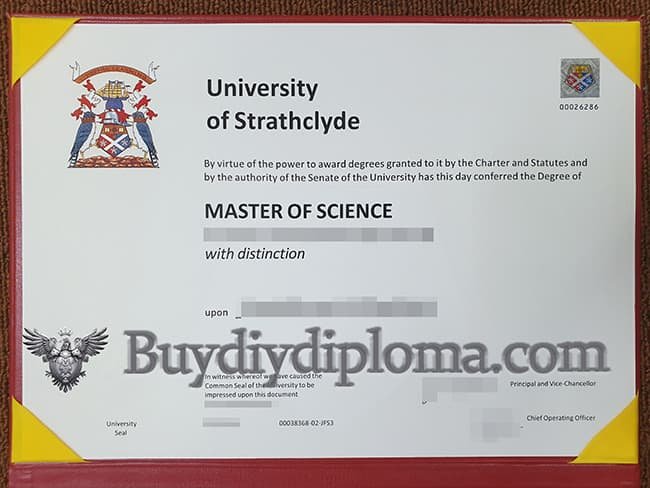 University
of Strathclyde
00026286
By virtue of the power to award degrees granted to it by the Charter and Statutes and
by the authority of the Senate of the University has this day conferred the Degree of
MASTER OF SCIENCE
with distinction
upon
Buydiydiploma.com
In witness whereof we have caused the
Common Seal of the University to be
impressed upon this document
Principal and Vice-Chancellor
University
Seal
00038368-02-JFS3
Chief Operating Officer